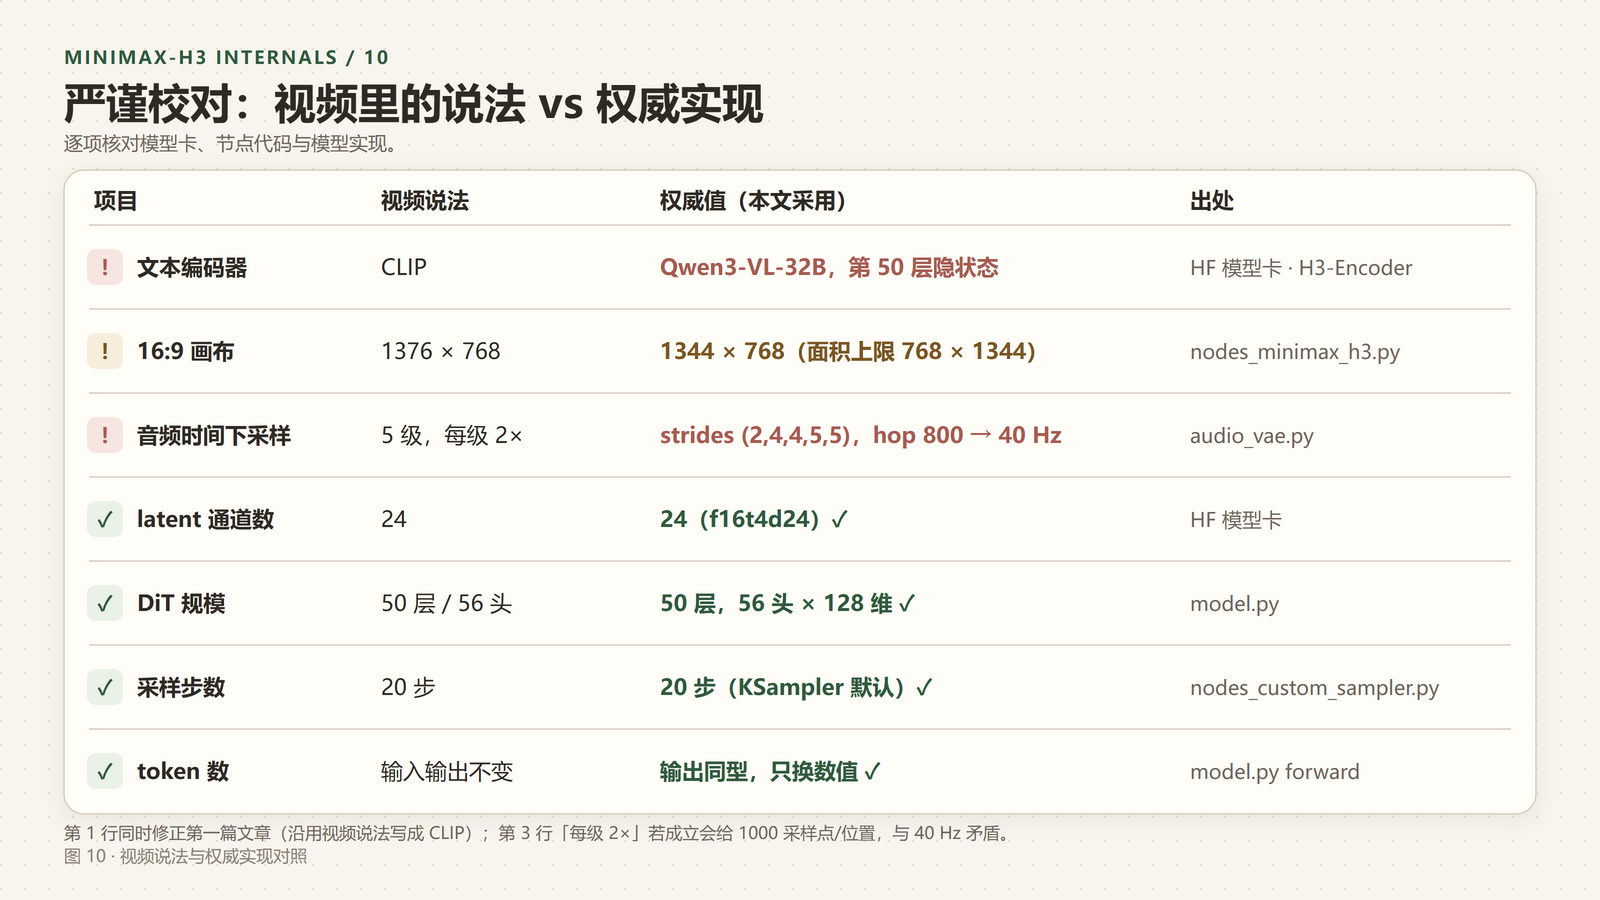 MINIMAX-H3 INTERNALS / 10
严谨校对：视频里的说法 vs 权威实现
逐项核对模型卡、节点代码与模型实现。
项目 视频说法 权威值（本文采用） 出处
! 文本编码器 CLIP Qwen3-VL-32B，第 50 层隐状态 HF 模型卡 · H3-Encoder
! 16:9 画布 1376 × 768 1344 × 768（面积上限 768 × 1344） nodes_minimax_h3.py
! 音频时间下采样 5 级，每级 2× strides (2,4,4,5,5)，hop 800 → 40 Hz audio_vae.py
✓ latent 通道数 24 24（f16t4d24）✓ HF 模型卡
✓ DiT 规模 50 层 / 56 头 50 层，56 头 × 128 维 ✓ model.py
✓ 采样步数 20 步 20 步（KSampler 默认）✓ nodes_custom_sampler.py
✓ token 数 输入输出不变 输出同型，只换数值 ✓ model.py forward
第 1 行同时修正第一篇文章（沿用视频说法写成 CLIP）；第 3 行「每级 2×」若成立会给 1000 采样点/位置，与 40 Hz 矛盾。
图 10 · 视频说法与权威实现对照